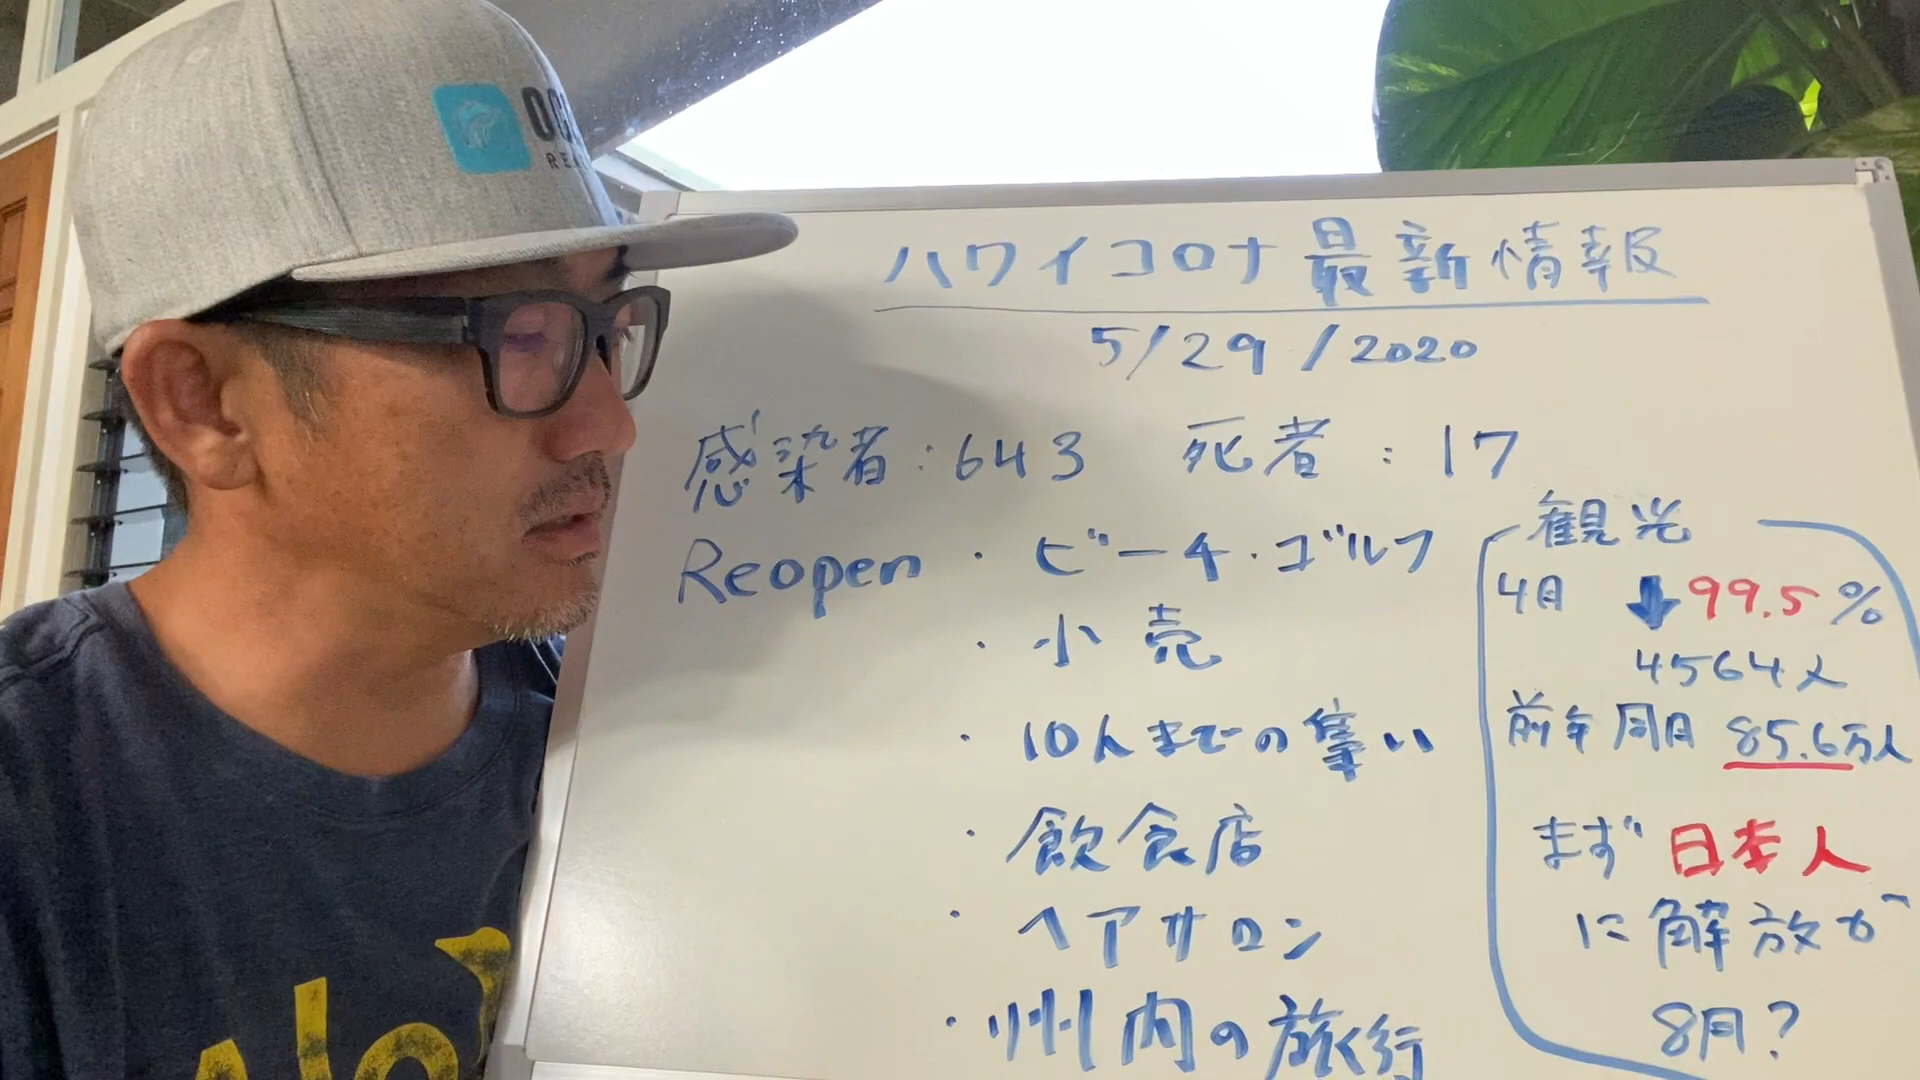 ハワイコロナ最新情報
5/29/2020
感染者:643 死者:17
Reopen ・ビーチ・ゴルフ
・小売
・10人までの集い
・飲食店
・ヘアサロン
・州内の旅行
観光
4月 ↓99.5%
4564人
前年同月 85.6万人
まず日本人
に解放か
8月?
Alo